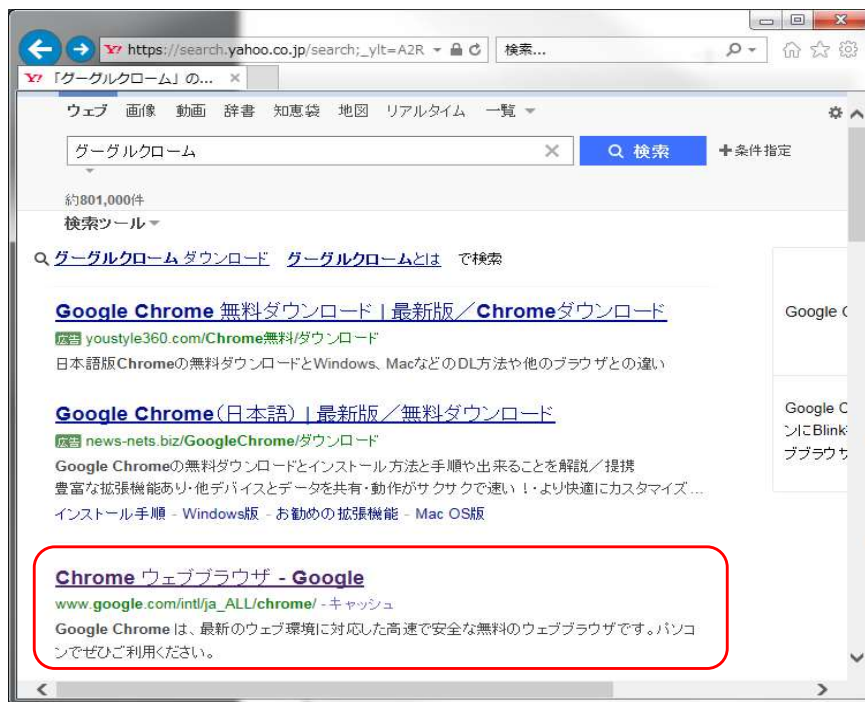 https://search.yahoo.co.jp/search;_ylt=A2R
検索...
「グーグルクローム」の...
ウェブ 画像 動画 辞書 知恵袋 地図 リアルタイム 一覧
グーグルクローム
検索
+条件指定
約801,000件
検索ツール
グーグルクローム ダウンロード グーグルクロームとは で検索
Google Chrome 無料ダウンロード | 最新版/Chromeダウンロード
広告 youstyle360.com/Chrome無料/ダウンロード
日本語版Chromeの無料ダウンロードとWindows、MacなどのDL方法や他のブラウザとの違い
Google Chrome(日本語) | 最新版/無料ダウンロード
広告 news-nets.biz/GoogleChrome/ダウンロード
Google Chromeの無料ダウンロードとインストール方法と手順や出来ることを解説/提携
豊富な拡張機能あり・他デバイスとデータを共有・動作がサクサクで速い!・より快適にカスタマイズ...
インストール手順 - Windows版 - お勧めの拡張機能 - Mac OS版
Chrome ウェブブラウザ - Google
www.google.com/intl/ja_ALL/chrome/ - キャッシュ
Google Chrome は、最新のウェブ環境に対応した高速で安全な無料のウェブブラウザです。パソコ
ンでぜひご利用ください。
Google
Google C
ンにBlink
ブブラウサ